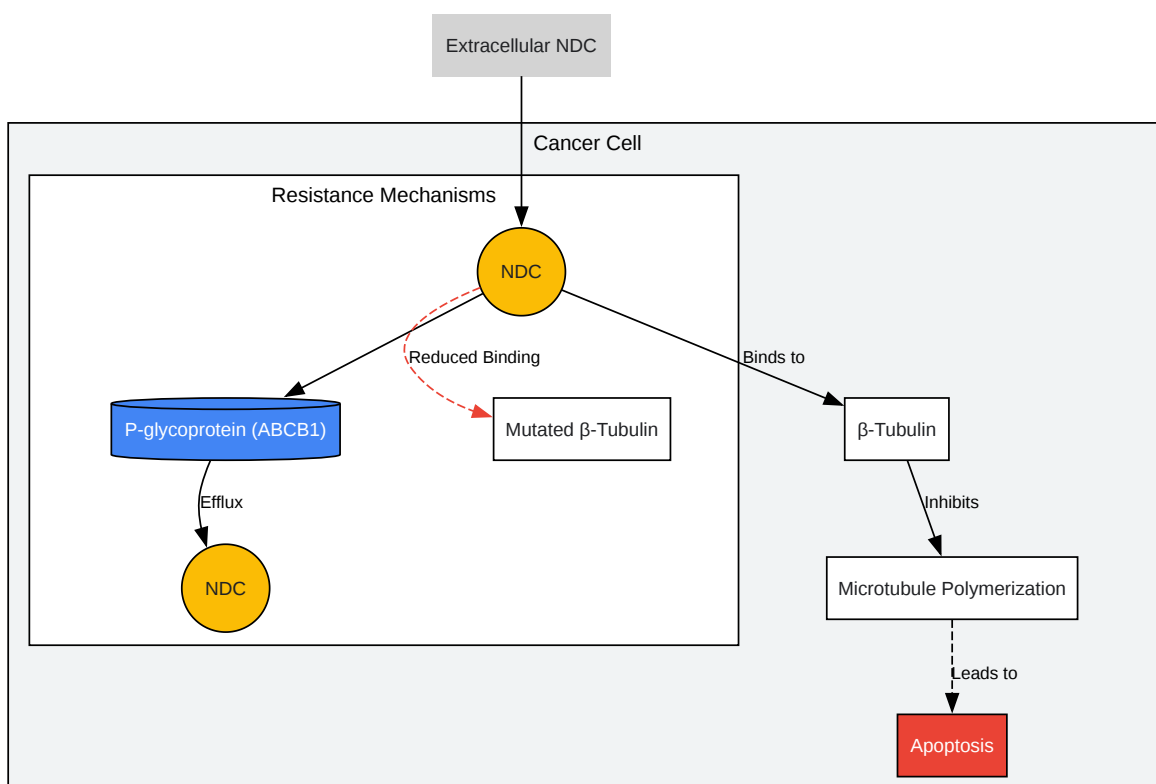 Extracellular NDC
Cancer Cell
Resistance Mechanisms
NDC
Reduced Binding
Binds to
P-glycoprotein (ABCB1)
Mutated β-Tubulin
β-Tubulin
Efflux
Inhibits
NDC
Microtubule Polymerization
Leads to
Apoptosis